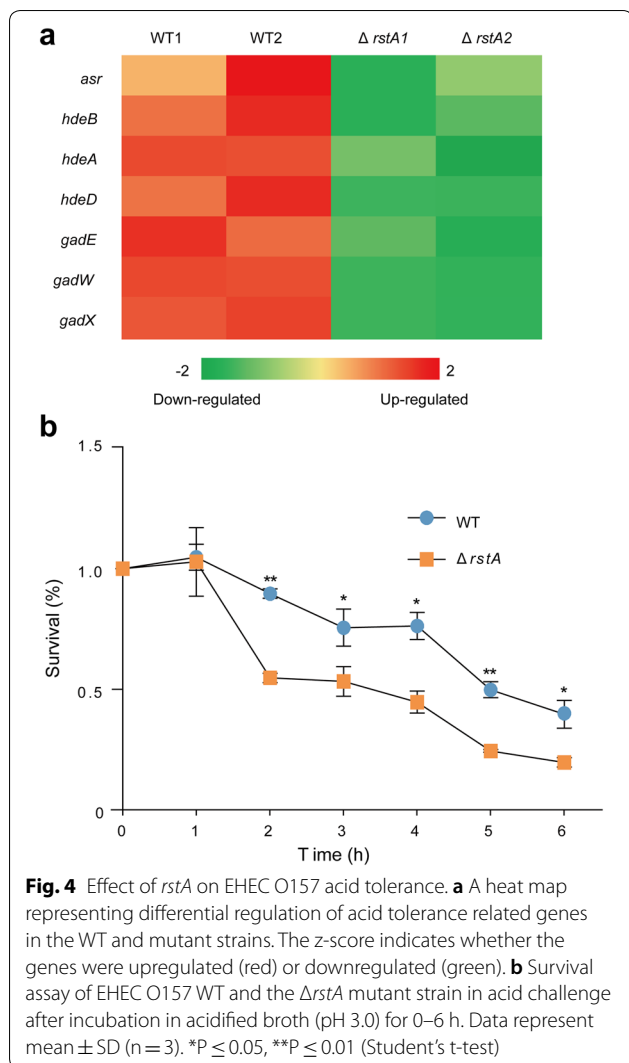 a
WT1 WT2 Δ rstA1 Δ rstA2
asr
hdeB
hdeA
hdeD
gadE
gadW
gadX
-2 2
Down-regulated Up-regulated
b
1.5
1.0
0.5
0
Survival (%)
WT
Δ rstA
** * * ** *
0 1 2 3 4 5 6
Time (h)
Fig. 4 Effect of rstA on EHEC O157 acid tolerance. a A heat map
representing differential regulation of acid tolerance related genes
in the WT and mutant strains. The z-score indicates whether the
genes were upregulated (red) or downregulated (green). b Survival
assay of EHEC O157 WT and the ΔrstA mutant strain in acid challenge
after incubation in acidified broth (pH 3.0) for 0–6 h. Data represent
mean ± SD (n = 3). *P ≤ 0.05, **P ≤ 0.01 (Student's t-test)